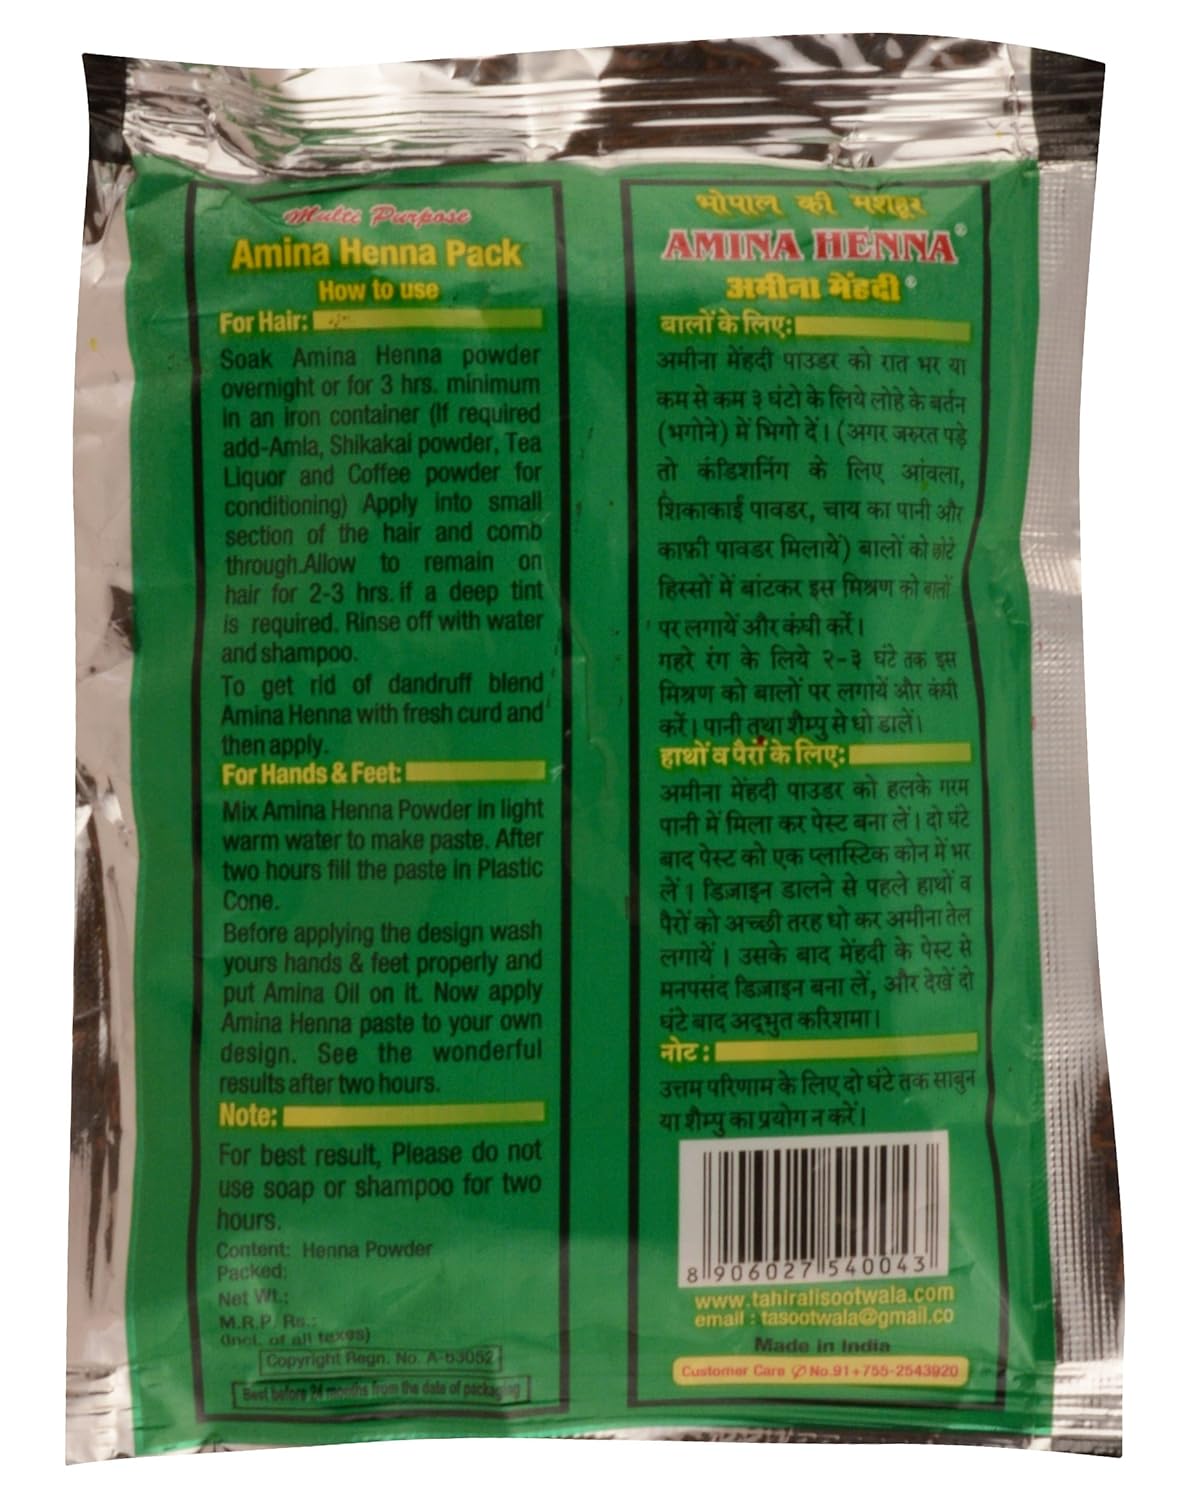 Multi Purpose
Amina Henna Pack
How to use
For Hair:
Soak Amina Henna powder
overnight or for 3 hrs. minimum
in an iron container (If required
add-Amla, Shikakai powder, Tea
Liquor and Coffee powder for
conditioning) Apply into small
section of the hair and comb
through.Allow to remain on
hair for 2-3 hrs. if a deep tint
is required. Rinse off with water
and shampoo.
To get rid of dandruff blend
Amina Henna with fresh curd and
then apply.
For Hands & Feet:
Mix Amina Henna Powder in light
warm water to make paste. After
two hours fill the paste in Plastic
Cone.
Before applying the design wash
yours hands & feet properly and
put Amina Oil on it. Now apply
Amina Henna paste to your own
design. See the wonderful
results after two hours.
Note:
For best result, Please do not
use soap or shampoo for two
hours.
Content: Henna Powder
Packed:
Net Wt.:
M.R.P. Rs.:
(Incl. of all taxes)
Copyright Regn. No. A-63052
Best before 24 months from the date of packaging
भोपाल की मशहूर
AMINA HENNA®
अमीना मेंहदी®
बालों के लिए:
अमीना मेंहदी पाउडर को रात भर या
कम से कम ३ घंटो के लिये लोहे के बर्तन
(भगोने) में भिगो दें। (अगर जरुरत पड़े
तो कंडिशनिंग के लिए आंवला,
शिकाकाई पावडर, चाय का पानी और
काफ़ी पावडर मिलायें) बालों को छोटे
हिस्सों में बांटकर इस मिश्रण को बालों
पर लगायें और कंघी करें।
गहरे रंग के लिये २-३ घंटे तक इस
मिश्रण को बालों पर लगायें और कंघी
करें। पानी तथा शैम्पु से धो डालें।
हाथों व पैरों के लिए:
अमीना मेंहदी पाउडर को हलके गरम
पानी में मिला कर पेस्ट बना लें। दो घंटे
बाद पेस्ट को एक प्लास्टिक कोन में भर
लें। डिज़ाइन डालने से पहले हाथों व
पैरों को अच्छी तरह धो कर अमीना तेल
लगायें। उसके बाद मेंहदी के पेस्ट से
मनपसंद डिज़ाइन बना लें, और देखें दो
घंटे बाद अद्भुत करिशमा।
नोट:
उत्तम परिणाम के लिए दो घंटे तक साबुन
या शैम्पु का प्रयोग न करें।
8 906027 540043
www.tahiralisootwala.com
email : tasootwala@gmail.co
Made in India
Customer Care ✆ No.91+755-2543920